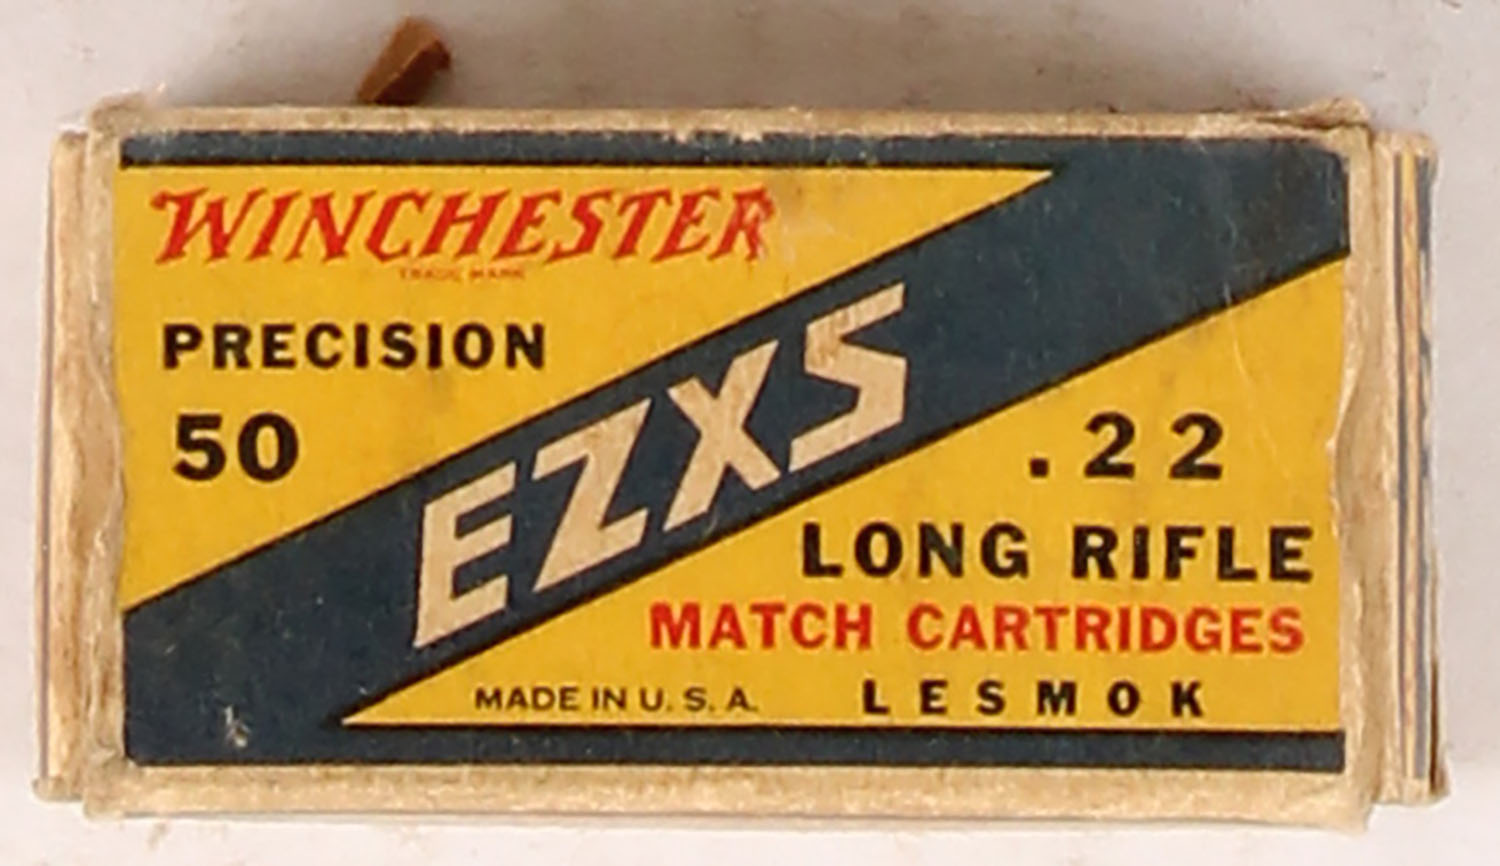 WINCHESTER
TRADE MARK
PRECISION
50
EZXS
.22
LONG RIFLE
MATCH CARTRIDGES
MADE IN U.S.A.
LESMOK